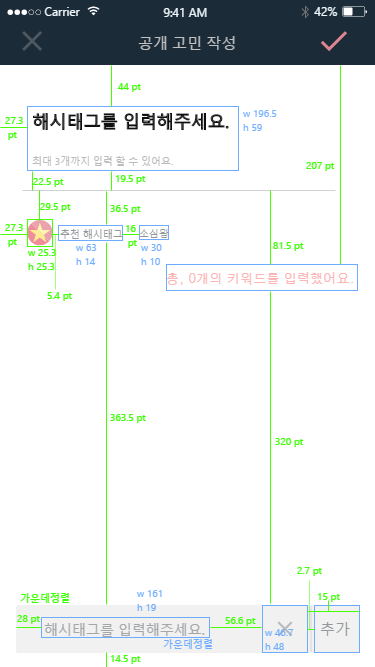 Carrier 9:41 AM 42%
공개 고민 작성
44 pt
27.3 pt
해시태그를 입력해주세요.
w 196.5
h 59
최대 3개까지 입력 할 수 있어요.
207 pt
22.5 pt
19.5 pt
29.5 pt
36.5 pt
27.3 pt
추천 해시태그
16 pt
소심왕
w 25.3
h 25.3
w 63
h 14
w 30
h 10
81.5 pt
총, 0개의 키워드를 입력했어요.
5.4 pt
363.5 pt
320 pt
2.7 pt
가운데정렬
w 161
h 19
15 pt
28 pt
해시태그를 입력해주세요.
56.6 pt
추가
가운데정렬
w 46.7
h 48
14.5 pt